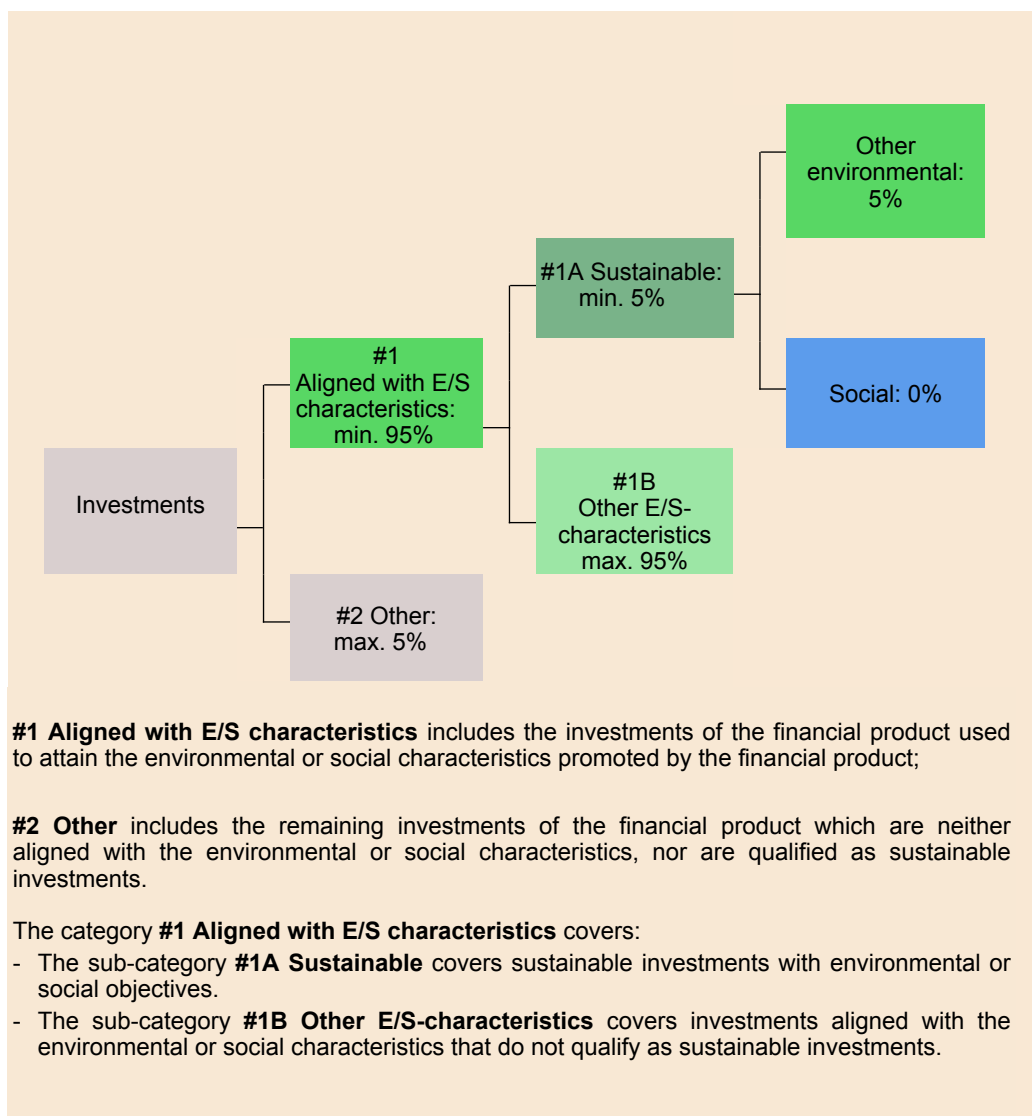 Other
environmental:
5%
#1A Sustainable:
min. 5%
#1
Aligned with E/S
characteristics:
min. 95%
Social: 0%
Investments
#1B
Other E/S-
characteristics
max. 95%
#2 Other:
max. 5%
#1 Aligned with E/S characteristics includes the investments of the financial product used
to attain the environmental or social characteristics promoted by the financial product;
#2 Other includes the remaining investments of the financial product which are neither
aligned with the environmental or social characteristics, nor are qualified as sustainable
investments.
The category #1 Aligned with E/S characteristics covers:
- The sub-category #1A Sustainable covers sustainable investments with environmental or
social objectives.
- The sub-category #1B Other E/S-characteristics covers investments aligned with the
environmental or social characteristics that do not qualify as sustainable investments.